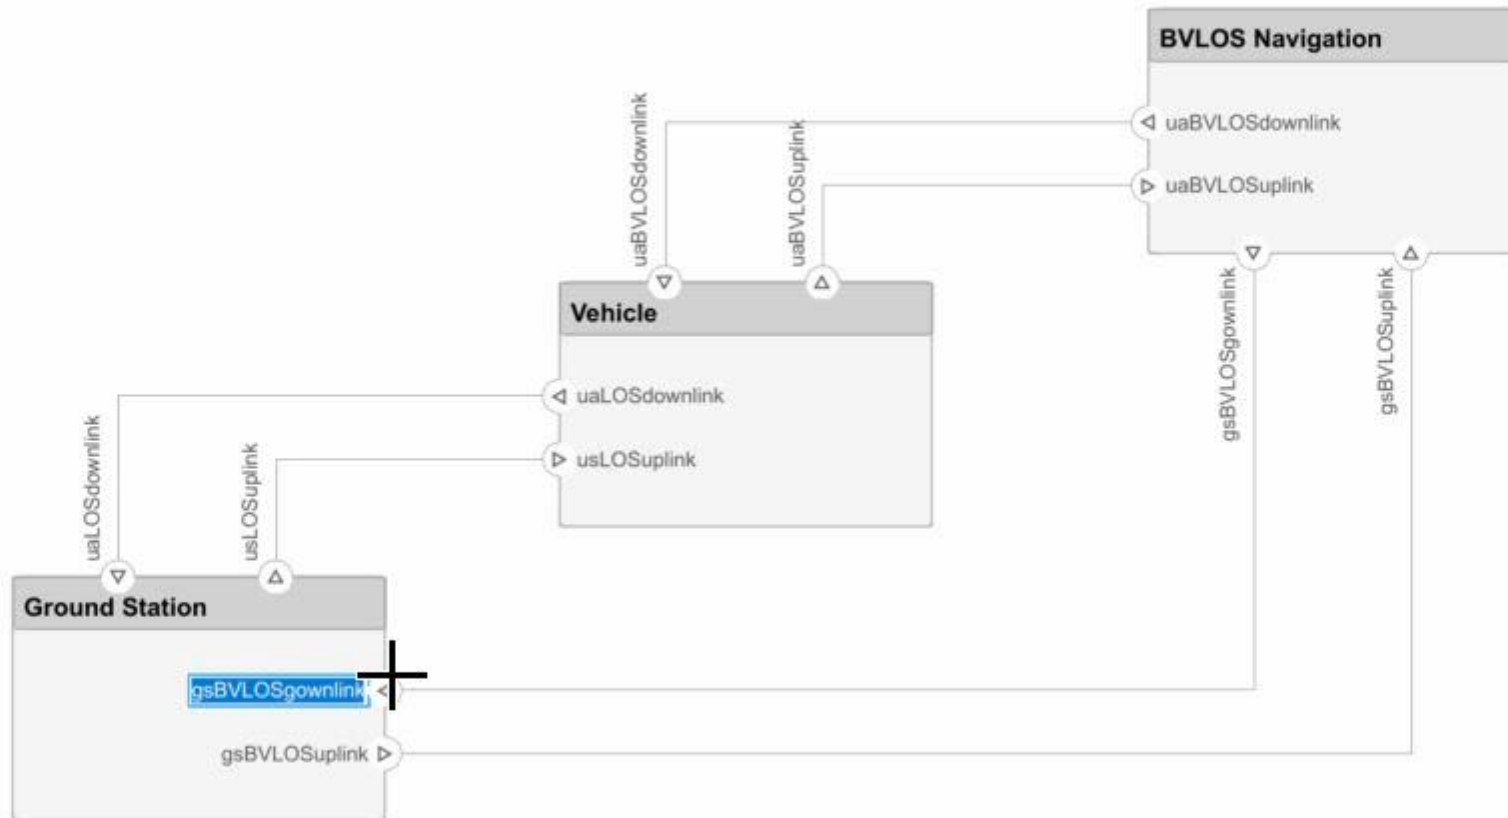 BVLOS Navigation
uaBVLOSdownlink
uaBVLOSuplink
uaBVLOSdownlink
uaBVLOSuplink
gsBVLOSgownlink
gsBVLOSuplink
Vehicle
uaLOSdownlink
usLOSuplink
uaLOSdownlink
usLOSuplink
Ground Station
gsBVLOSgownlink
gsBVLOSuplink